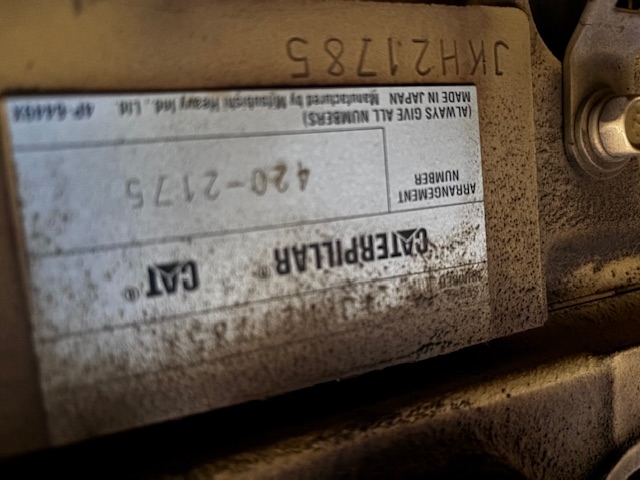 NUMBER
CATERPILLAR® CAT®
ARRANGEMENT
NUMBER
420-2175
(ALWAYS GIVE ALL NUMBERS)
MADE IN JAPAN Manufactured by Mitsubishi Heavy Ind., Ltd.
JKH21785